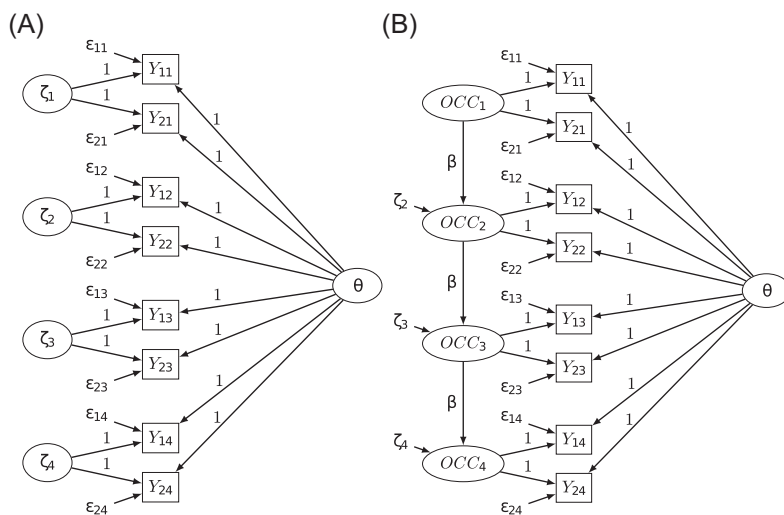 (A)
ε₁₁
1
Y₁₁
ζ₁
1
Y₂₁
ε₂₁
1
1
ε₁₂
1
Y₁₂
ζ₂
1
Y₂₂
ε₂₂
1
1
ε₁₃
1
Y₁₃
ζ₃
1
Y₂₃
ε₂₃
1
1
ε₁₄
1
Y₁₄
ζ₄
1
Y₂₄
ε₂₄
1
1
θ
(B)
ε₁₁
1
Y₁₁
OCC₁
1
Y₂₁
ε₂₁
1
1
β
ε₁₂
1
Y₁₂
ζ₂
OCC₂
1
Y₂₂
ε₂₂
1
1
β
ε₁₃
1
Y₁₃
ζ₃
OCC₃
1
Y₂₃
ε₂₃
1
1
β
ε₁₄
1
Y₁₄
ζ₄
OCC₄
1
Y₂₄
ε₂₄
1
1
θ